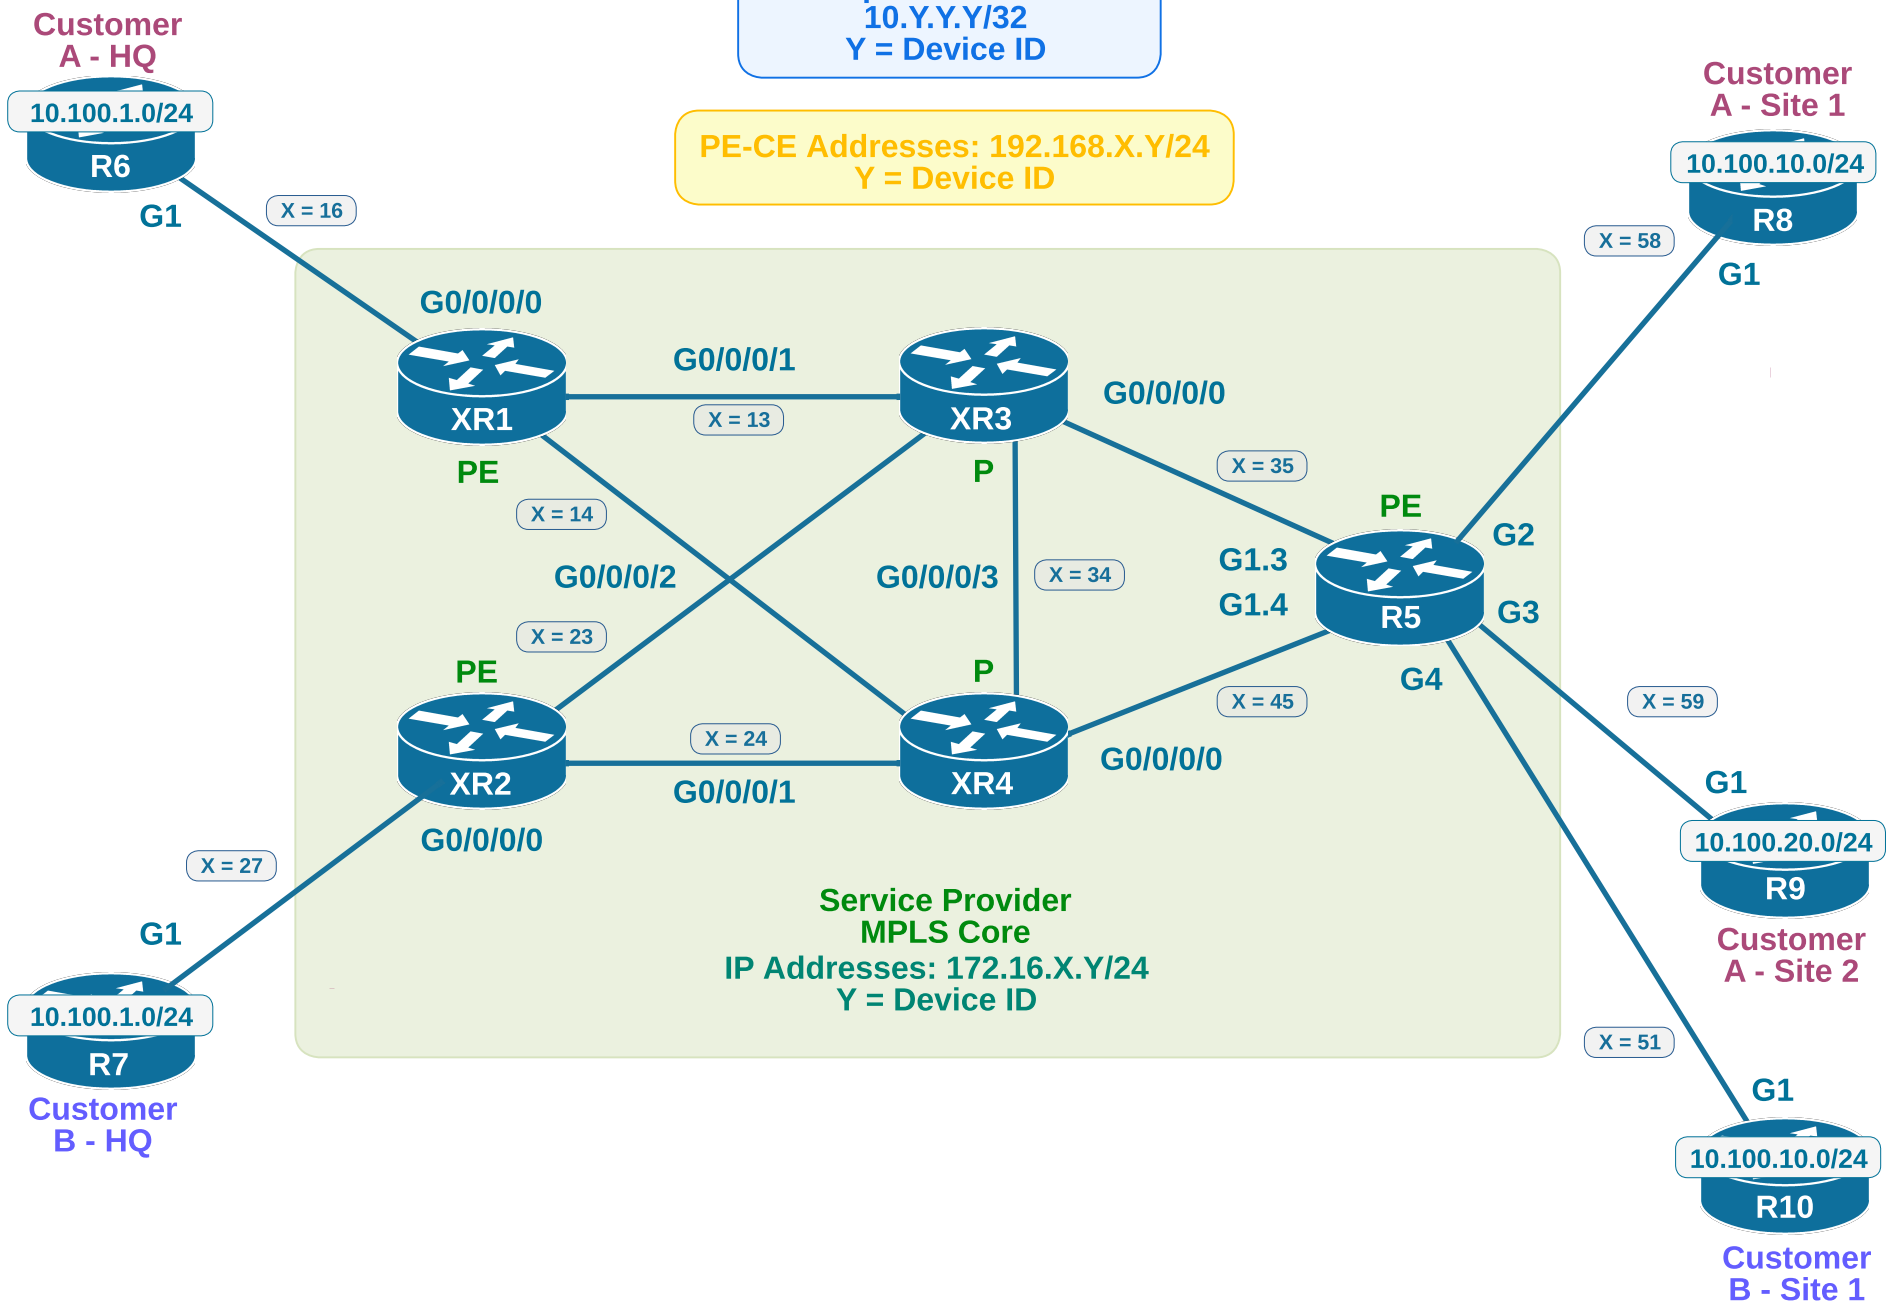 10.Y.Y.Y/32
Y = Device ID
Customer
A - HQ
10.100.1.0/24
R6
G1
X = 16
PE-CE Addresses: 192.168.X.Y/24
Y = Device ID
Customer
A - Site 1
10.100.10.0/24
R8
X = 58
G1
G0/0/0/0
XR1
PE
G0/0/0/1
X = 13
XR3
P
G0/0/0/0
X = 35
X = 14
G0/0/0/2
X = 23
G0/0/0/3
X = 34
PE
G1.3
G1.4
R5
G2
G3
G4
X = 45
PE
XR2
G0/0/0/0
X = 24
G0/0/0/1
P
XR4
G0/0/0/0
X = 59
G1
10.100.20.0/24
R9
Customer
A - Site 2
X = 27
G1
10.100.1.0/24
R7
Customer
B - HQ
Service Provider
MPLS Core
IP Addresses: 172.16.X.Y/24
Y = Device ID
X = 51
G1
10.100.10.0/24
R10
Customer
B - Site 1